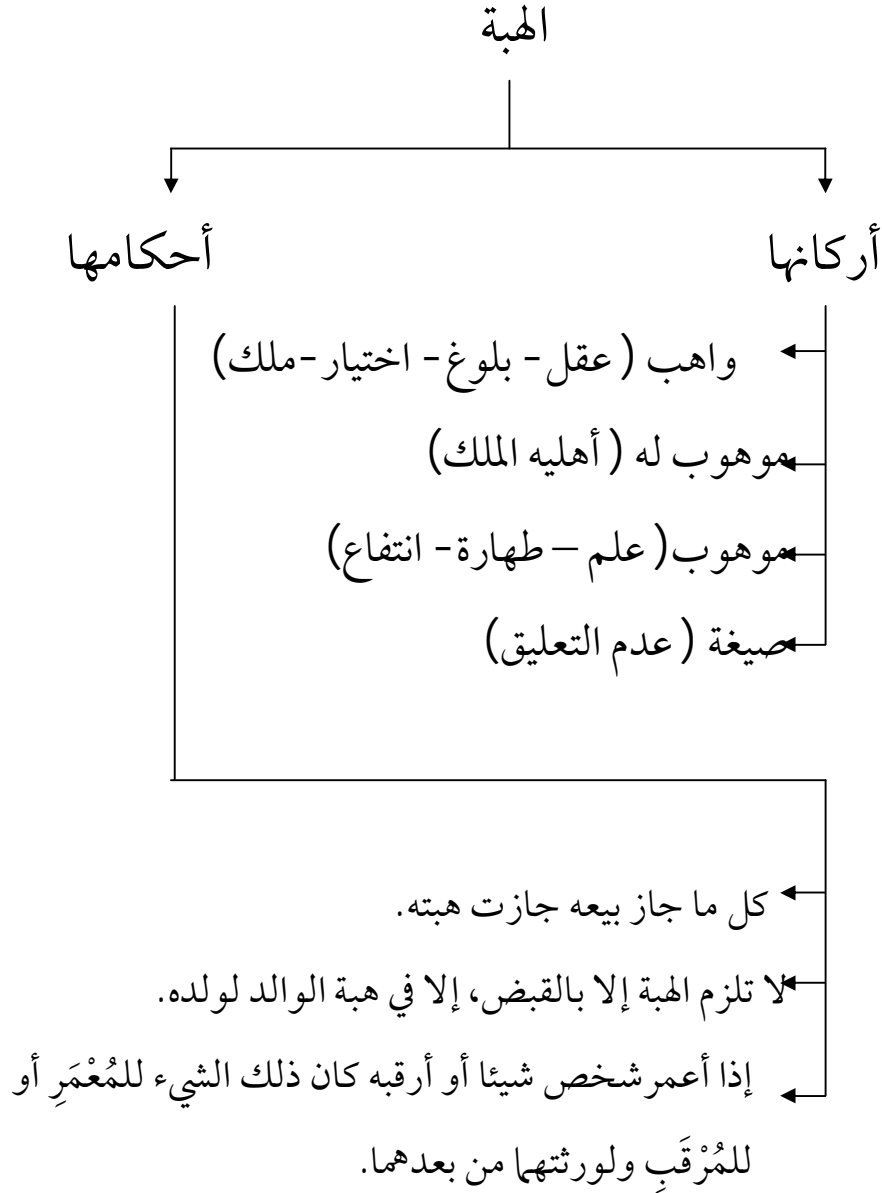 الهبة
أركانها
أحكامها
واهب ( عقل - بلوغ - اختيار - ملك)
موهوب له ( أهليه الملك)
موهوب( علم – طهارة - انتفاع)
صيغة ( عدم التعليق)
كل ما جاز بيعه جازت هبته.
لا تلزم الهبة إلا بالقبض، إلا في هبة الوالد لولده.
إذا أعمر شخص شيئا أو أرقبه كان ذلك الشيء للمُعْمَرِ أو
للمُرْقَبِ ولورثتهما من بعدهما.